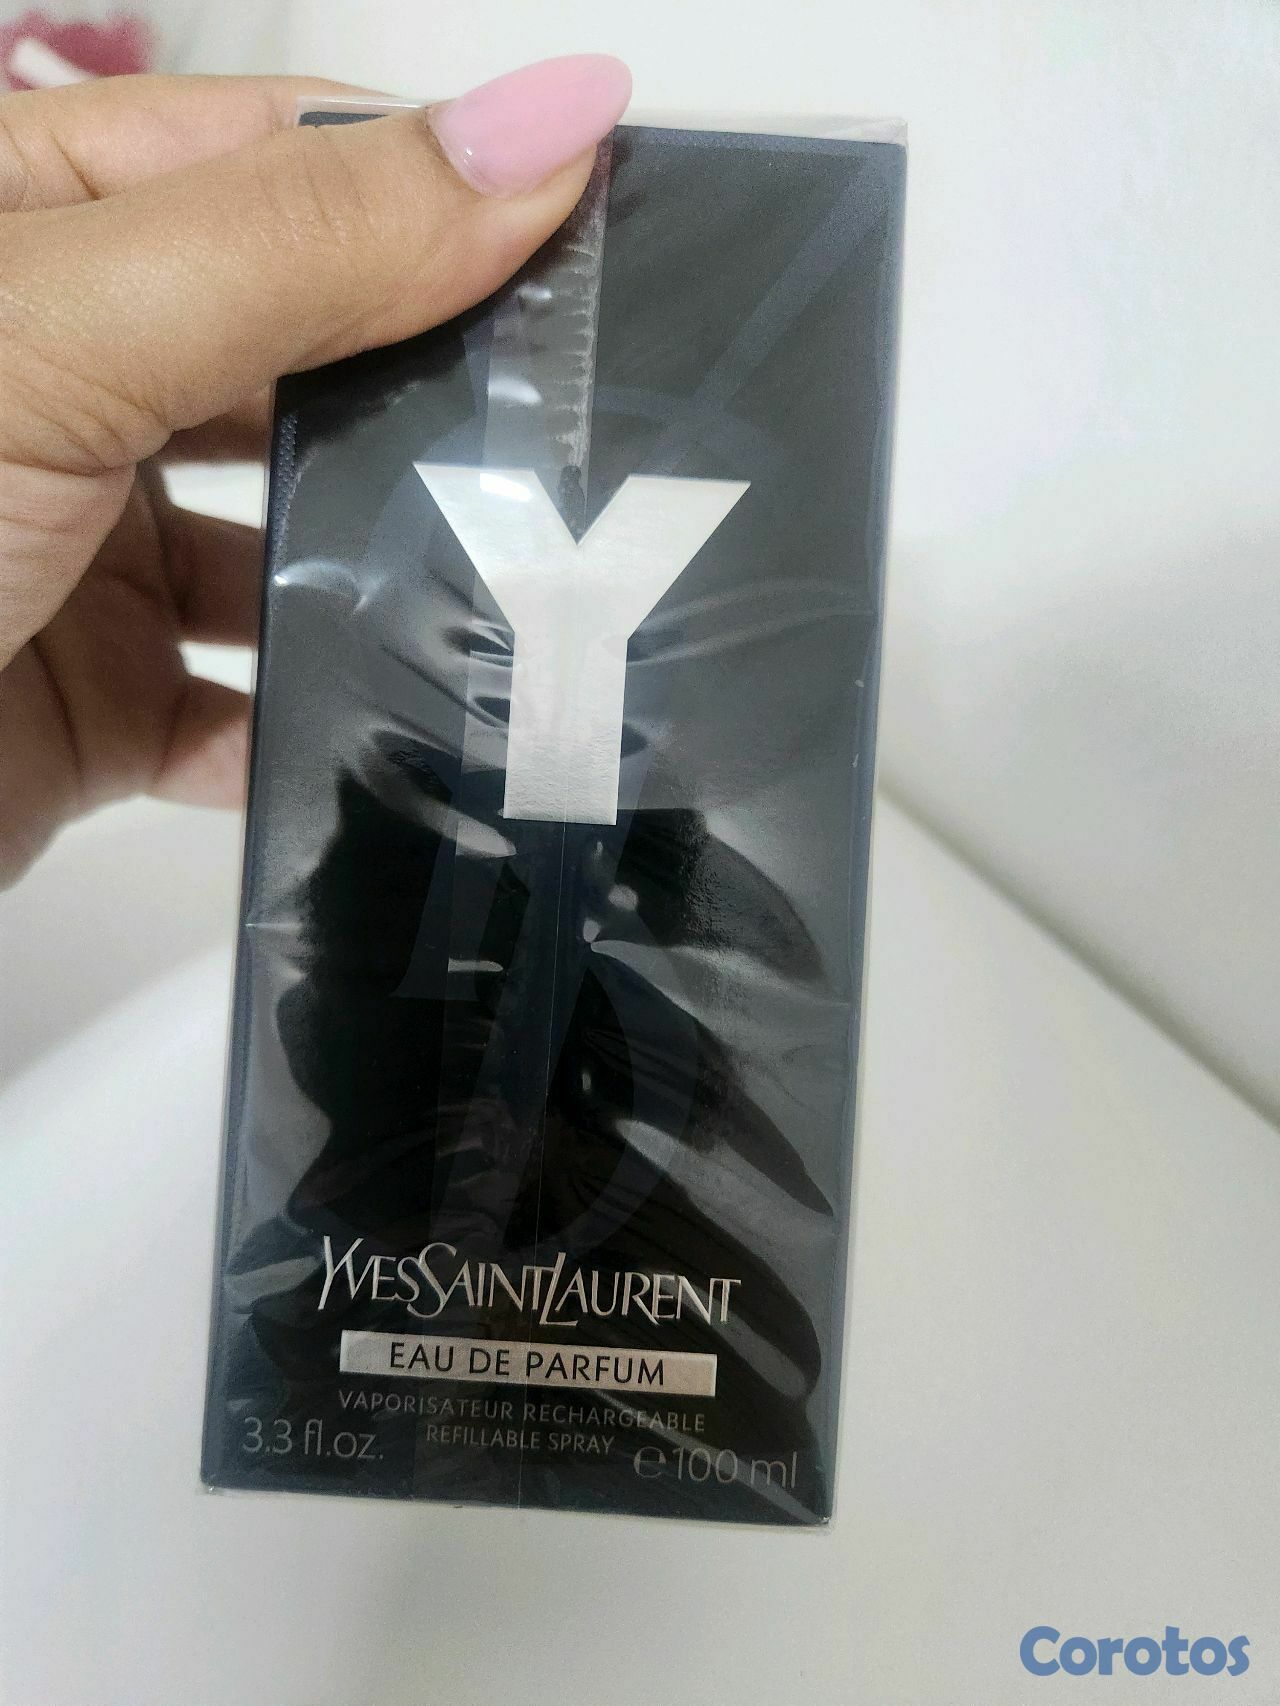 Y
YVESSAINTLAURENT
EAU DE PARFUM
VAPORISATEUR RECHARGEABLE
REFILLABLE SPRAY
3.3 fl.oz. ℮100 ml
Corotos